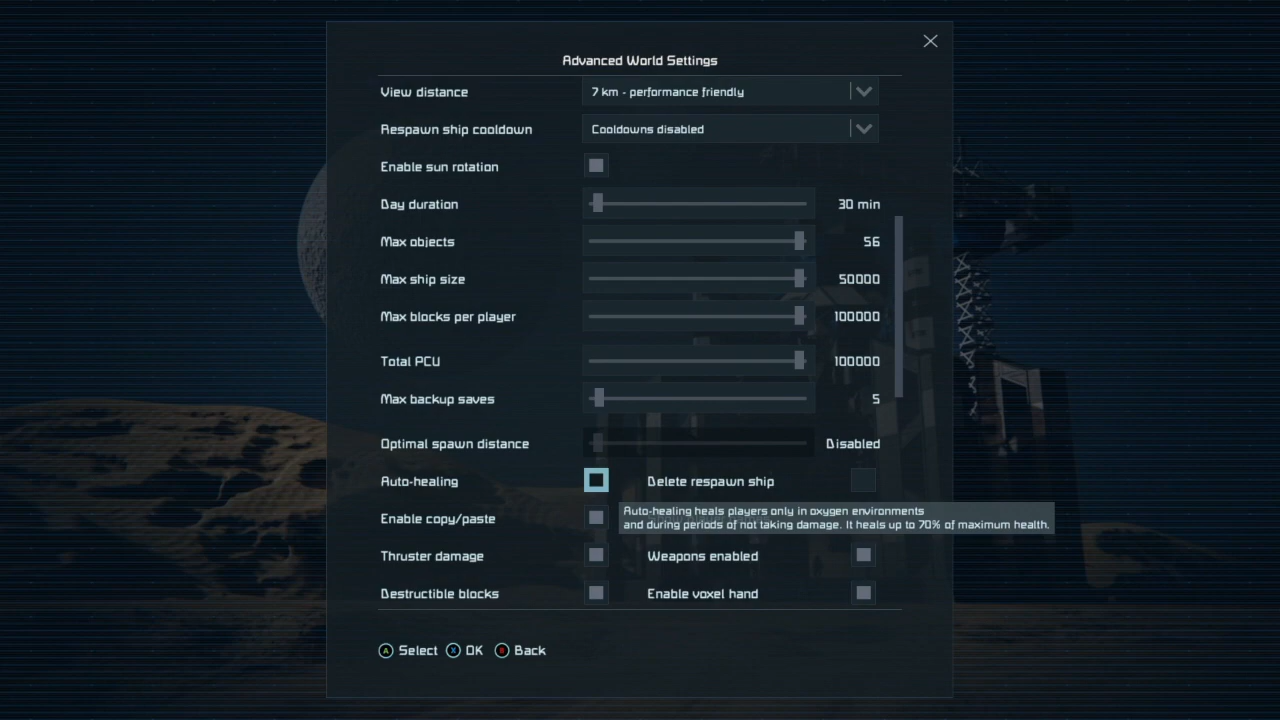 Advanced World Settings
View distance 7 km - performance friendly
Respawn ship cooldown Cooldowns disabled
Enable sun rotation
Day duration 30 min
Max objects 56
Max ship size 50000
Max blocks per player 100000
Total PCU 100000
Max backup saves 5
Optimal spawn distance Disabled
Auto-healing Delete respawn ship
Auto-healing heals players only in oxygen environments
Enable copy/paste
and during periods of not taking damage. It heals up to 70% of maximum health.
Thruster damage Weapons enabled
Destructible blocks Enable voxel hand
A Select X OK B Back